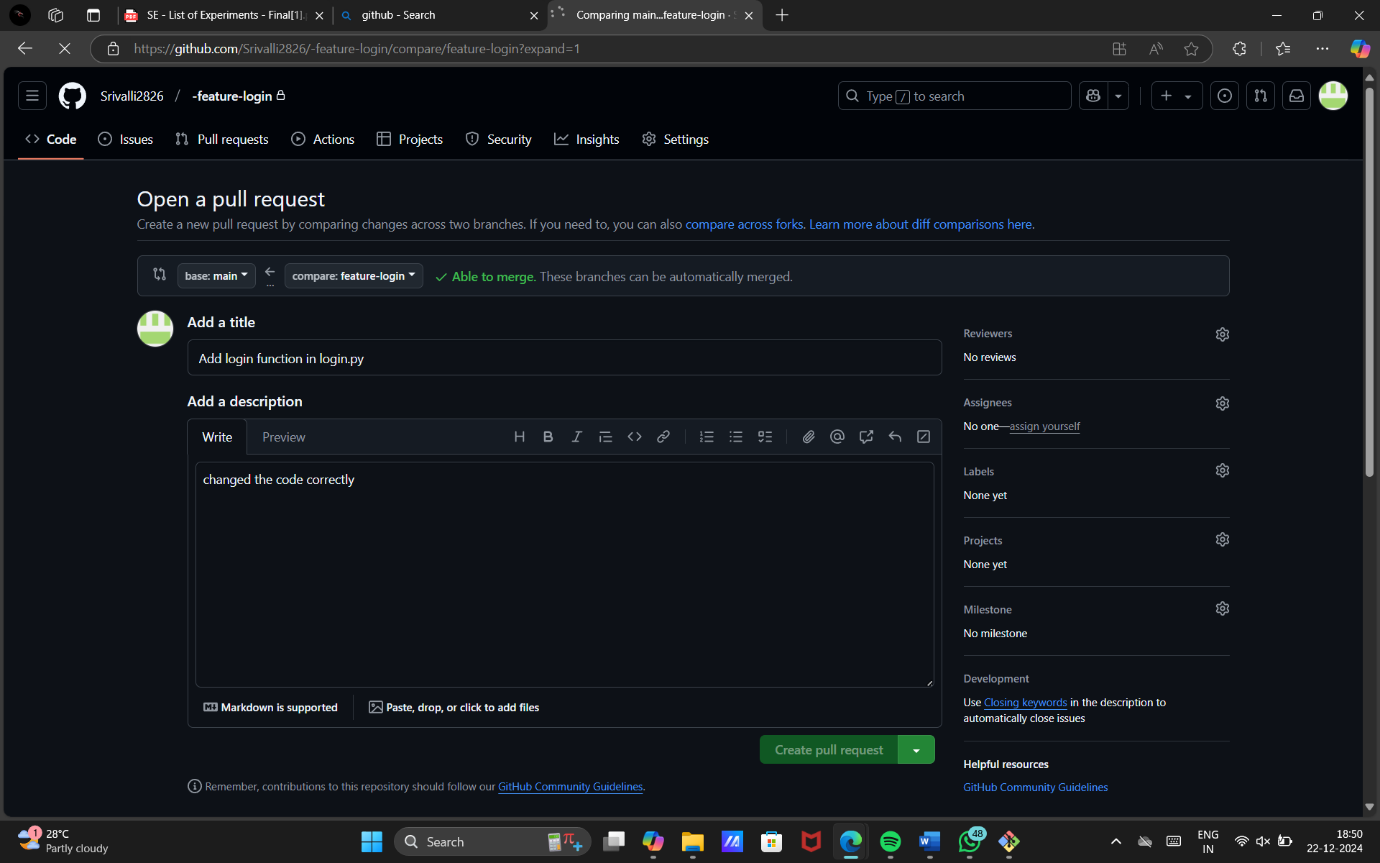 SE - List of Experiments - Final[1].
github - Search
Comparing main...feature-login ·
https://github.com/Srivalli2826/-feature-login/compare/feature-login?expand=1
Srivalli2826 / -feature-login
Type / to search
Code Issues Pull requests Actions Projects Security Insights Settings
Open a pull request
Create a new pull request by comparing changes across two branches. If you need to, you can also compare across forks. Learn more about diff comparisons here.
base: main ... compare: feature-login Able to merge. These branches can be automatically merged.
Add a title
Add login function in login.py
Add a description
Write Preview
changed the code correctly
Markdown is supported Paste, drop, or click to add files
Create pull request
Remember, contributions to this repository should follow our GitHub Community Guidelines.
Reviewers
No reviews
Assignees
No one—assign yourself
Labels
None yet
Projects
None yet
Milestone
No milestone
Development
Use Closing keywords in the description to
automatically close issues
Helpful resources
GitHub Community Guidelines
1
28°C
Partly cloudy
Search
48
ENG
IN
18:50
22-12-2024